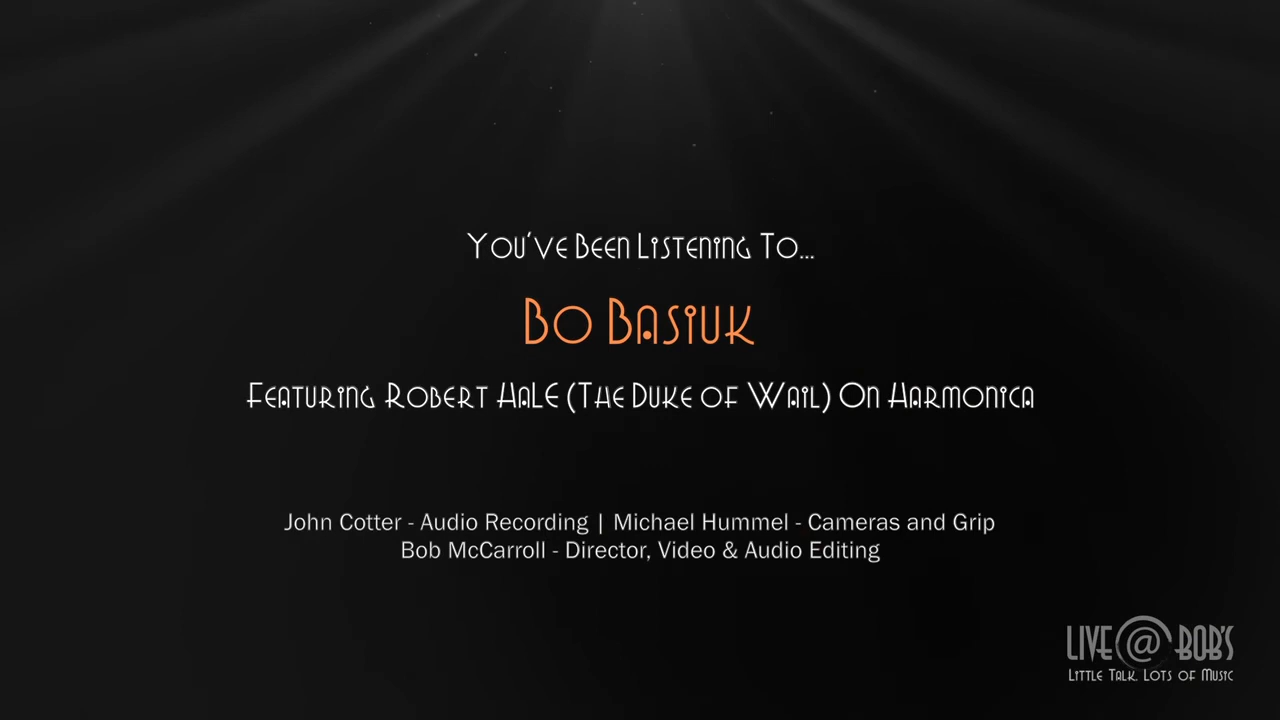 You've Been Listening To...
Bo Basiuk
Featuring Robert Hale (The Duke of Wail) On Harmonica
John Cotter - Audio Recording | Michael Hummel - Cameras and Grip
Bob McCarroll - Director, Video & Audio Editing
LIVE @ BOB'S
Little Talk. Lots of Music